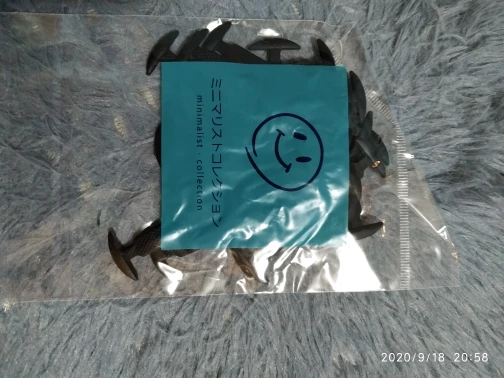 ミニマリストコレクション
minimalist . collection
2020/9/18 20:58